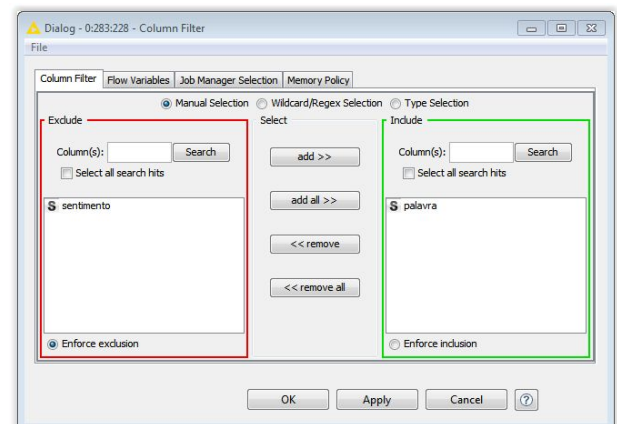 Dialog - 0:283:228 - Column Filter
File
Column Filter Flow Variables Job Manager Selection Memory Policy
Manual Selection Wildcard/Regex Selection Type Selection
Exclude Select Include
Column(s): Search add >> Column(s): Search
Select all search hits Select all search hits
add all >>
S sentimento S palavra
<< remove
<< remove all
Enforce exclusion Enforce inclusion
OK Apply Cancel ?